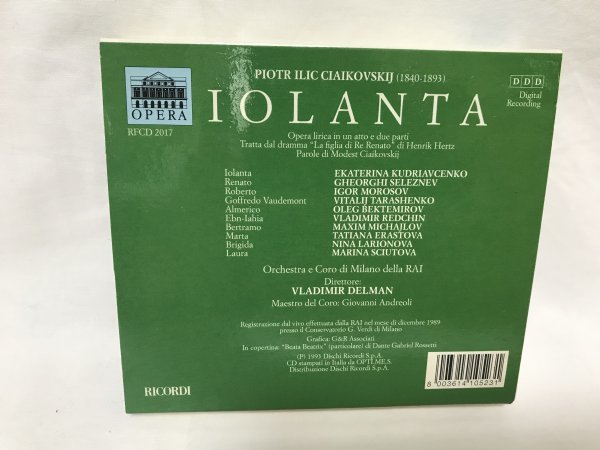 OPERA
RFCD 2017
PIOTR ILIC CIAIKOVSKIJ (1840-1893)
DDD
Digital
Recording
IOLANTA
Opera lirica in un atto e due parti
Tratta dal dramma "La figlia di Re Renato" di Henrik Hertz
Parole di Modest Ciaikovskij
Iolanta EKATERINA KUDRIAVCENKO
Renato GHEORGHI SELEZNEV
Roberto IGOR MOROSOV
Goffredo Vaudemont VITALIJ TARASHENKO
Almerico OLEG BEKTEMIROV
Ebn-Iahia VLADIMIR REDCHIN
Bertramo MAXIM MICHAJLOV
Marta TATIANA ERASTOVA
Brigida NINA LARIONOVA
Laura MARINA SCIUTOVA
Orchestra e Coro di Milano della RAI
Direttore:
VLADIMIR DELMAN
Maestro del Coro: Giovanni Andreoli
Registrazione dal vivo effettuata dalla RAI nel mese di dicembre 1989
presso il Conservatorio G. Verdi di Milano
Grafica: G&R Associati
In copertina: "Beata Beatrix" (particolare) di Dante Gabriel Rossetti
(P) 1993 Dischi Ricordi S.p.A.
CD stampati in Italia da OPTI.ME.S.
Distribuzione Dischi Ricordi S.p.A.
RICORDI
8 003614 105231